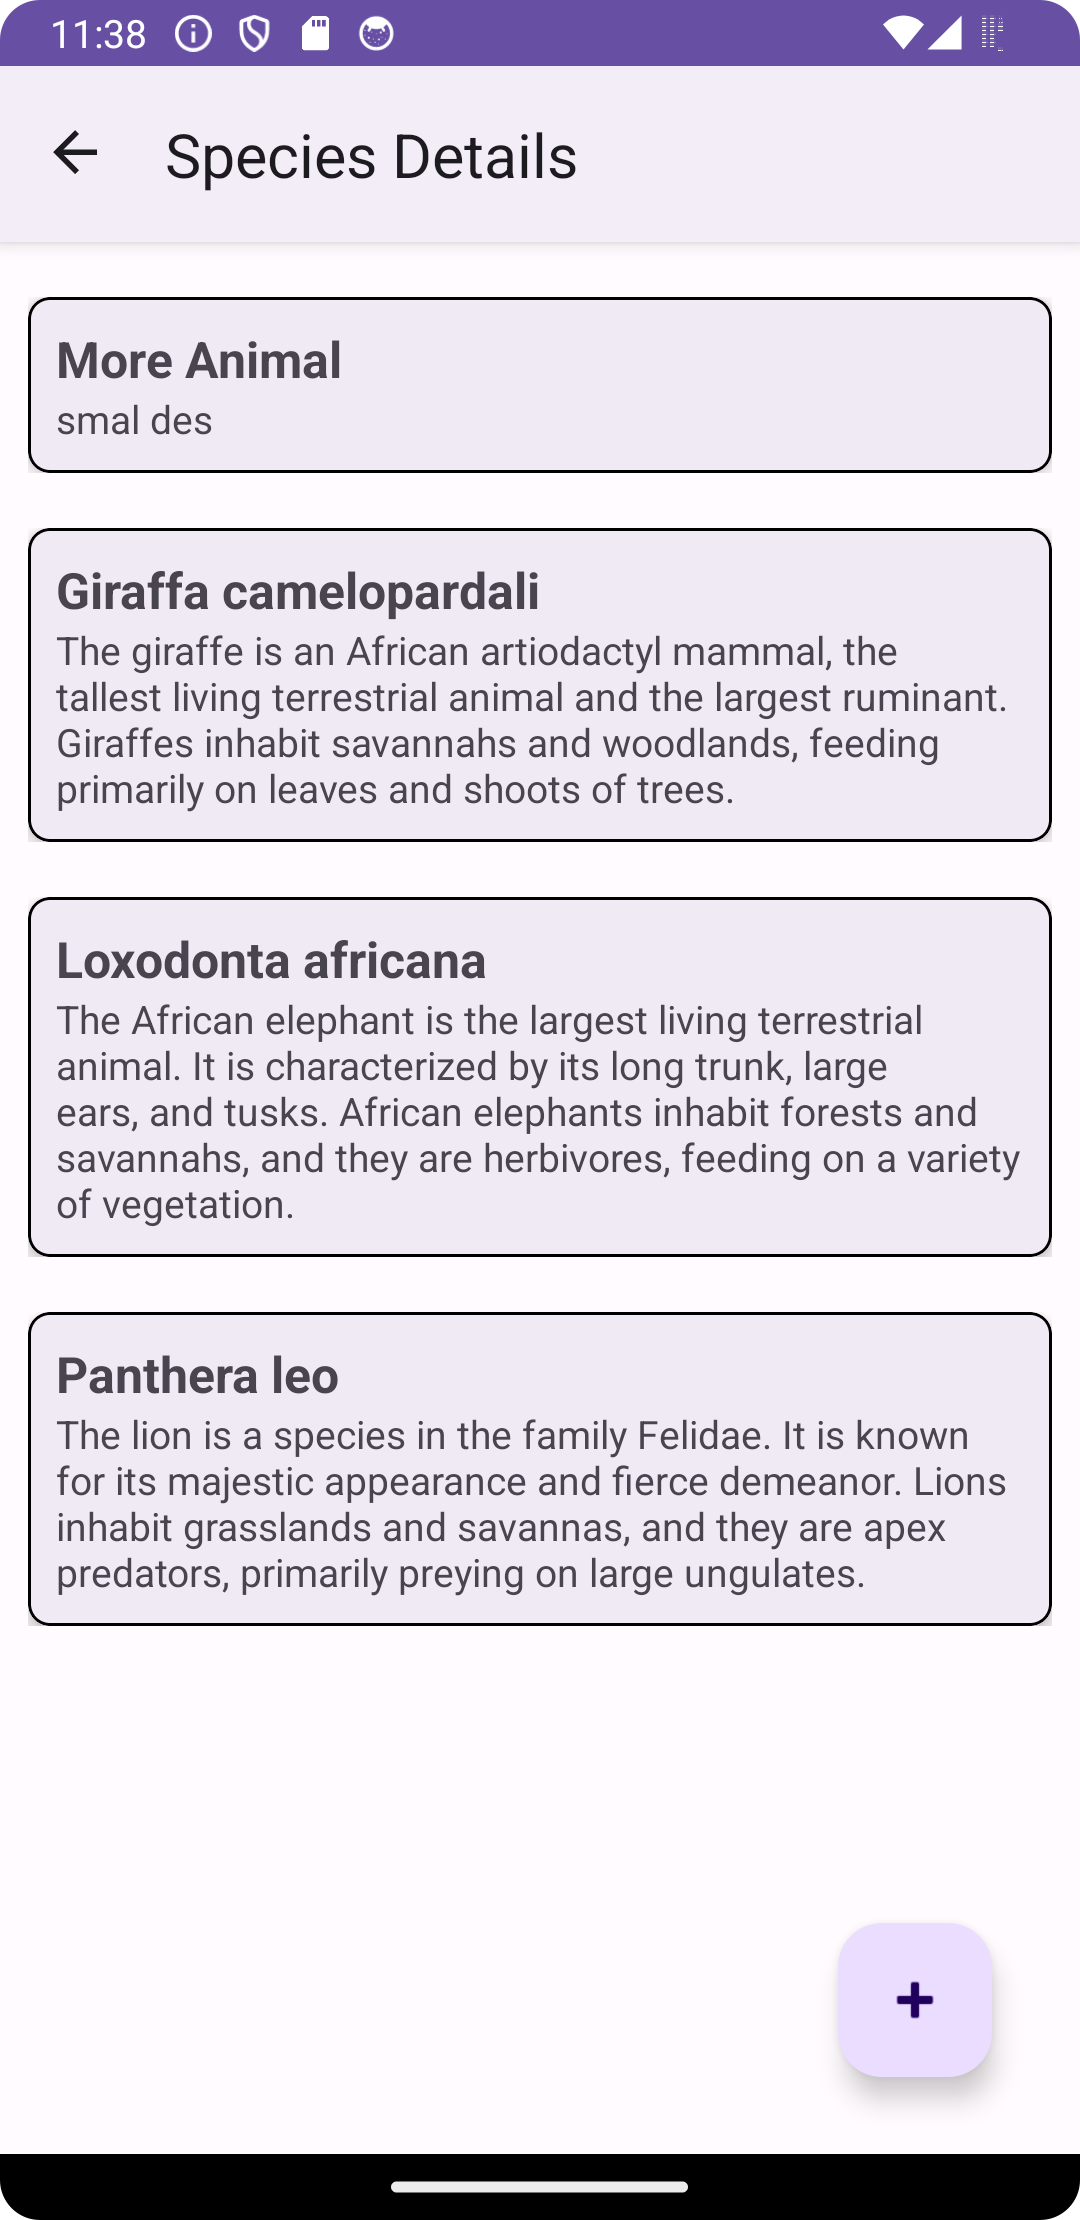 11:38
Species Details
More Animal
smal des
Giraffa camelopardali
The giraffe is an African artiodactyl mammal, the
tallest living terrestrial animal and the largest ruminant.
Giraffes inhabit savannahs and woodlands, feeding
primarily on leaves and shoots of trees.
Loxodonta africana
The African elephant is the largest living terrestrial
animal. It is characterized by its long trunk, large
ears, and tusks. African elephants inhabit forests and
savannahs, and they are herbivores, feeding on a variety
of vegetation.
Panthera leo
The lion is a species in the family Felidae. It is known
for its majestic appearance and fierce demeanor. Lions
inhabit grasslands and savannas, and they are apex
predators, primarily preying on large ungulates.